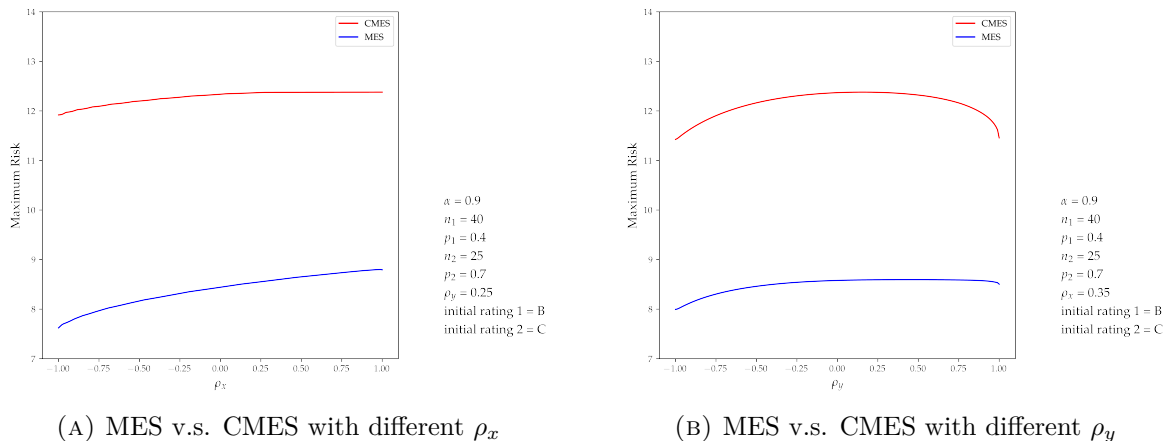 CMES
MES
14
13
12
11
10
9
8
7
Maximum Risk
−1.00 −0.75 −0.50 −0.25 0.00 0.25 0.50 0.75 1.00
ρx
α = 0.9
n1 = 40
p1 = 0.4
n2 = 25
p2 = 0.7
ρy = 0.25
initial rating 1 = B
initial rating 2 = C
(A) MES v.s. CMES with different ρx
CMES
MES
14
13
12
11
10
9
8
7
Maximum Risk
−1.00 −0.75 −0.50 −0.25 0.00 0.25 0.50 0.75 1.00
ρy
α = 0.9
n1 = 40
p1 = 0.4
n2 = 25
p2 = 0.7
ρx = 0.35
initial rating 1 = B
initial rating 2 = C
(B) MES v.s. CMES with different ρy